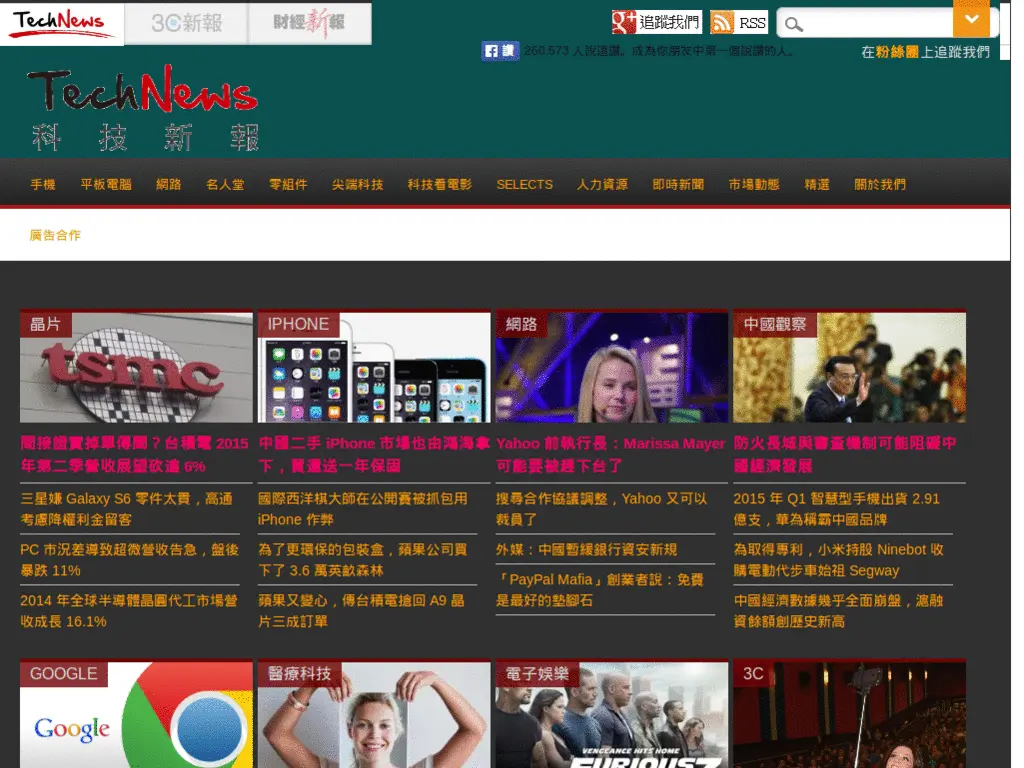 TechNews
3C新報
財經新報
追蹤我們
RSS
讚
260,573 人說這讚。成為你朋友中第一個說讚的人。
在粉絲團上追蹤我們
TechNews
科技新報
手機 平板電腦 網路 名人堂 零組件 尖端科技 科技看電影 SELECTS 人力資源 即時新聞 市場動態 精選 關於我們
廣告合作
晶片
tsmc
間接證實掉單傳聞?台積電 2015
年第二季營收展望砍逾 6%
三星嫌 Galaxy S6 零件太貴,高通
考慮降權利金留客
PC 市況差導致超微營收告急,盤後
暴跌 11%
2014 年全球半導體晶圓代工市場營
收成長 16.1%
IPHONE
中國二手 iPhone 市場也由鴻海拿
下,買還送一年保固
國際西洋棋大師在公開賽被抓包用
iPhone 作弊
為了更環保的包裝盒,蘋果公司買
下了 3.6 萬英畝森林
蘋果又變心,傳台積電搶回 A9 晶
片三成訂單
網路
Yahoo 前執行長:Marissa Mayer
可能要被趕下台了
搜尋合作協議調整,Yahoo 又可以
裁員了
外媒:中國暫緩銀行資安新規
「PayPal Mafia」創業者說:免費
是最好的墊腳石
中國觀察
防火長城與審查機制可能阻礙中
國經濟發展
2015 年 Q1 智慧型手機出貨 2.91
億支,華為稱霸中國品牌
為取得專利,小米持股 Ninebot 收
購電動代步車始祖 Segway
中國經濟數據幾乎全面崩盤,滬融
資餘額創歷史新高
GOOGLE
Google
醫療科技
電子娛樂
VENGEANCE HITS HOME
FURIOUS 7
3C